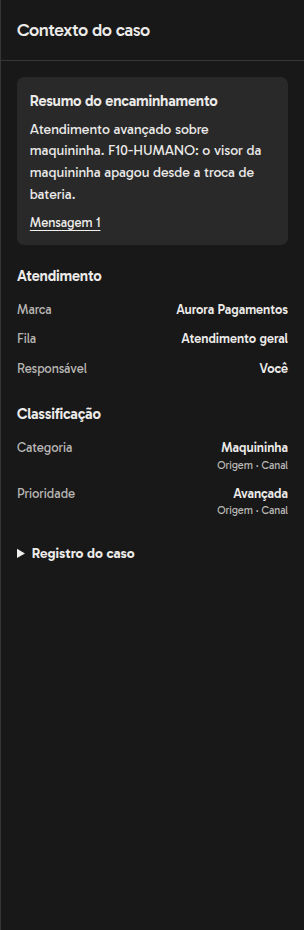 Contexto do caso
Resumo do encaminhamento
Atendimento avançado sobre
maquininha. F10-HUMANO: o visor da
maquininha apagou desde a troca de
bateria.
Mensagem 1
Atendimento
Marca Aurora Pagamentos
Fila Atendimento geral
Responsável Você
Classificação
Categoria Maquininha
Origem · Canal
Prioridade Avançada
Origem · Canal
Registro do caso